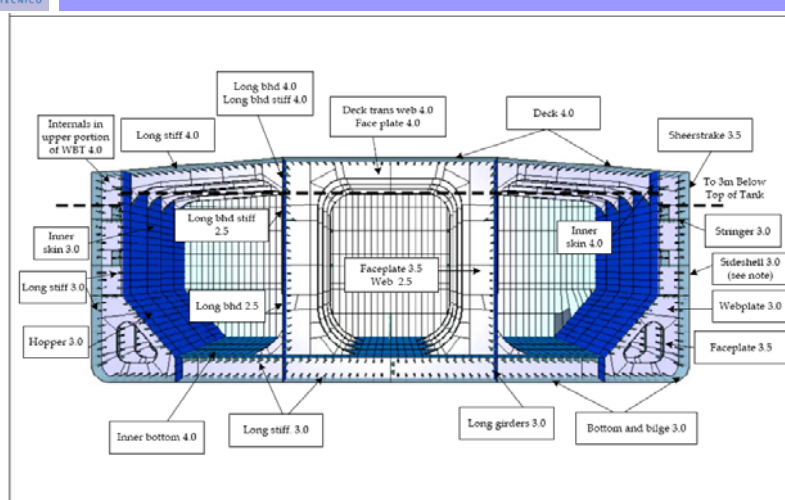 TECNICO
Long bhd 4.0
Long bhd stiff 4.0
Deck trans web 4.0
Face plate 4.0
Deck 4.0
Internals in
upper portion
of WBT 4.0
Long stiff 4.0
Sheerstrake 3.5
To 3m Below
Top of Tank
Long bhd stiff
2.5
Inner
skin 3.0
Inner
skin 4.0
Stringer 3.0
Faceplate 3.5
Web 2.5
Sideshell 3.0
(see note)
Long stiff 3.0
Long bhd 2.5
Webplate 3.0
Hopper 3.0
Faceplate 3.5
Inner bottom 4.0
Long stiff. 3.0
Long girders 3.0
Bottom and bilge 3.0